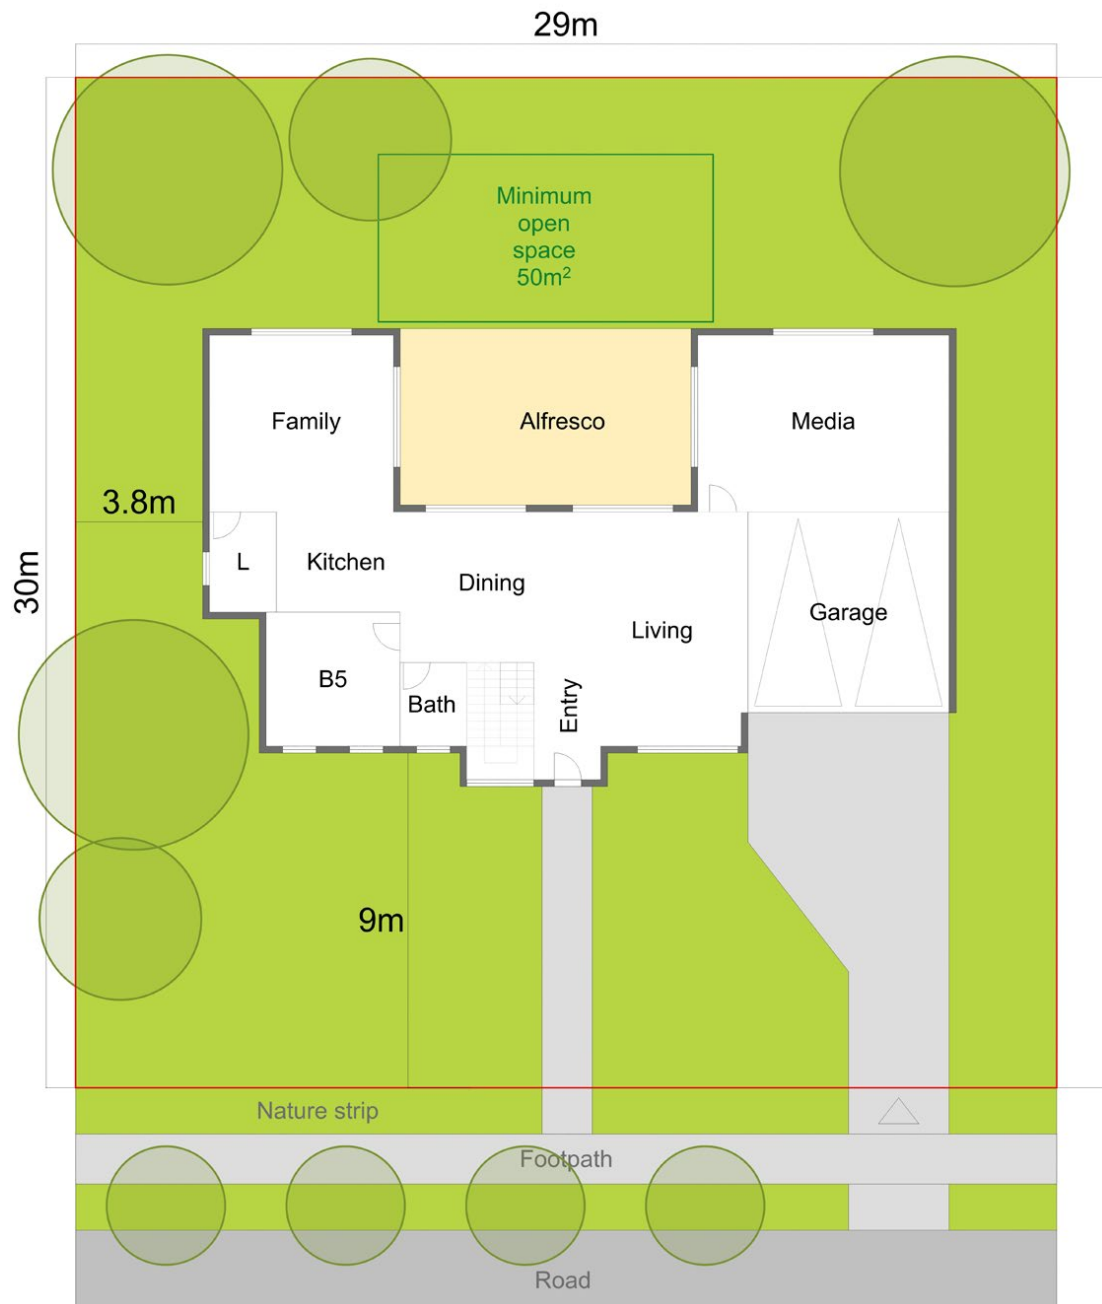 29m
Minimum
open
space
50m²
Family
Alfresco
Media
3.8m
30m
L
Kitchen
Dining
Garage
Living
B5
Bath
Entry
9m
Nature strip
Footpath
Road